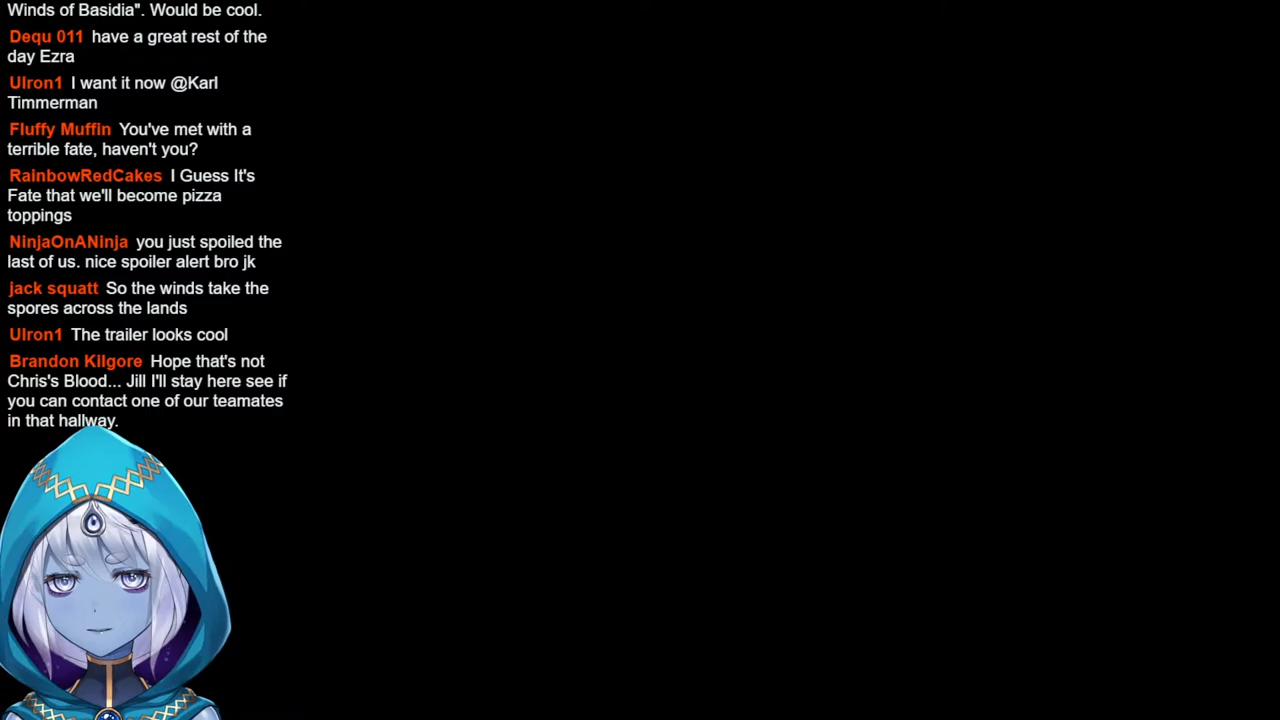 Winds of Basidia". Would be cool.
Dequ 011 have a great rest of the
day Ezra
UIron1 I want it now @Karl
Timmerman
Fluffy Muffin You've met with a
terrible fate, haven't you?
RainbowRedCakes I Guess It's
Fate that we'll become pizza
toppings
NinjaOnANinja you just spoiled the
last of us. nice spoiler alert bro jk
jack squatt So the winds take the
spores across the lands
UIron1 The trailer looks cool
Brandon Kilgore Hope that's not
Chris's Blood... Jill I'll stay here see if
you can contact one of our teamates
in that hallway.